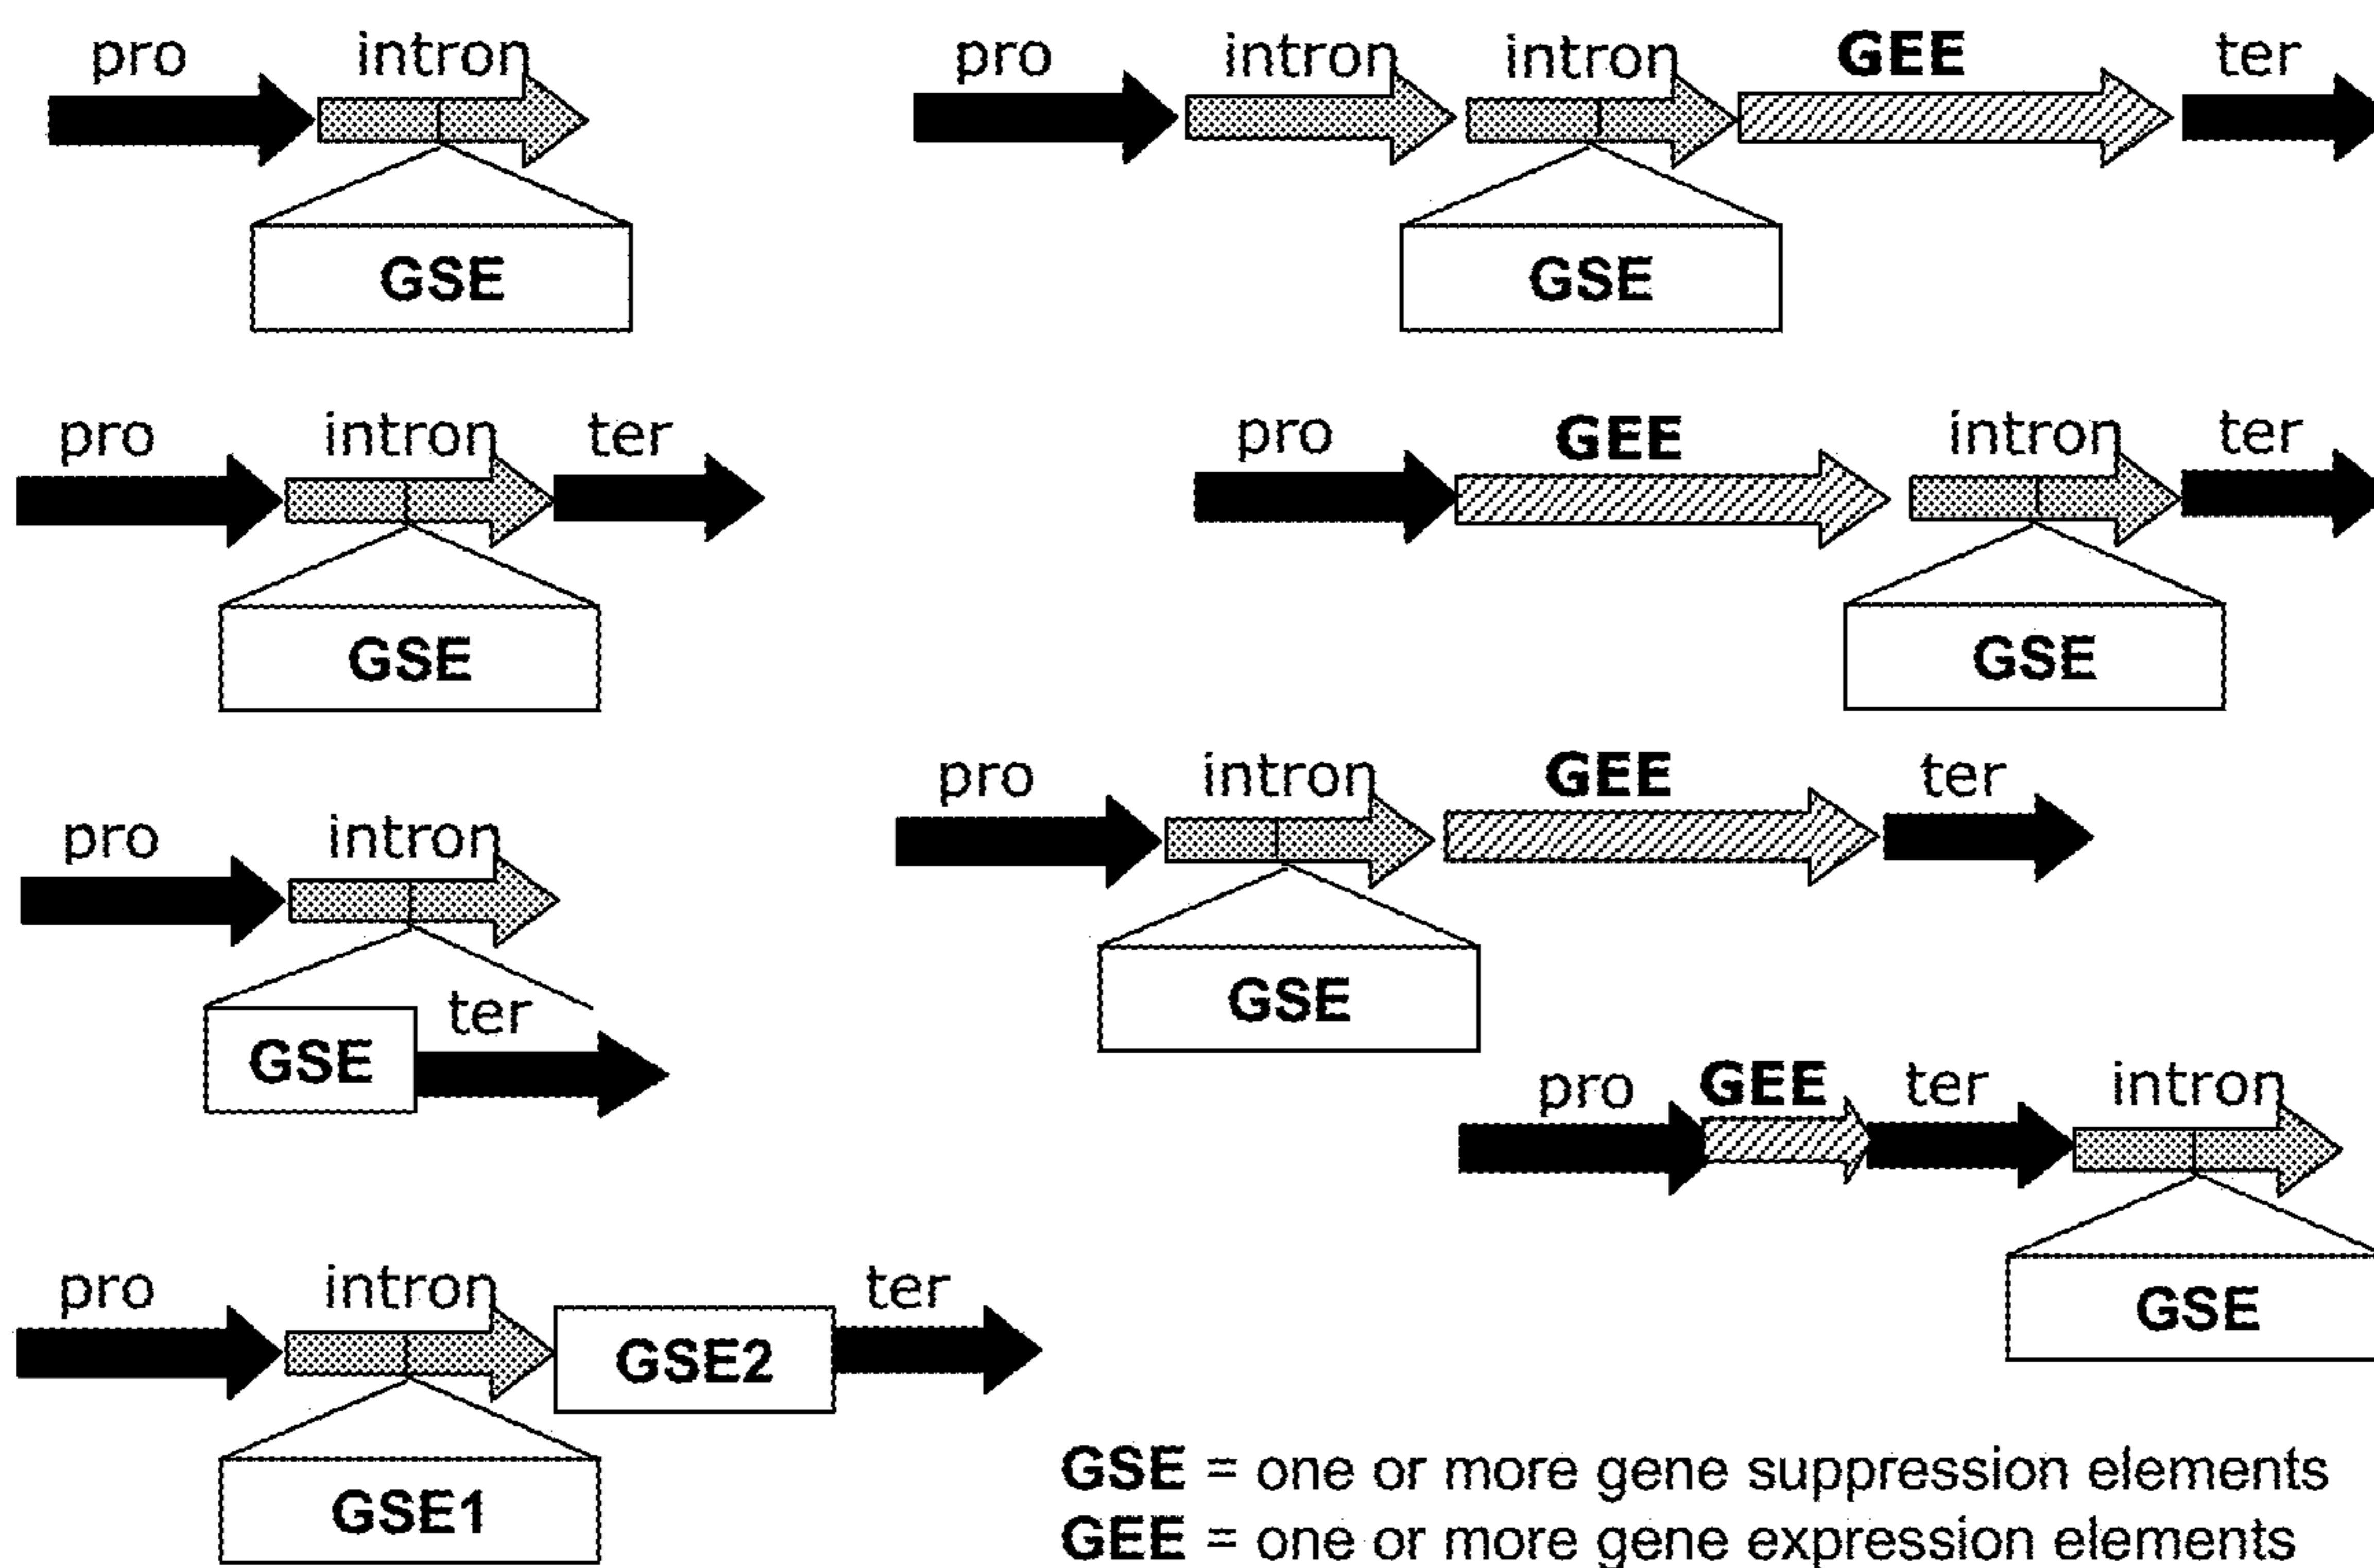 pro intron
GSE
pro intron intron GEE ter
GSE
pro intron ter
GSE
pro GEE intron ter
GSE
pro intron
GSE ter
pro intron GEE ter
GSE
pro GEE ter intron
GSE
pro intron GSE2 ter
GSE1
GSE = one or more gene suppression elements
GEE = one or more gene expression elements